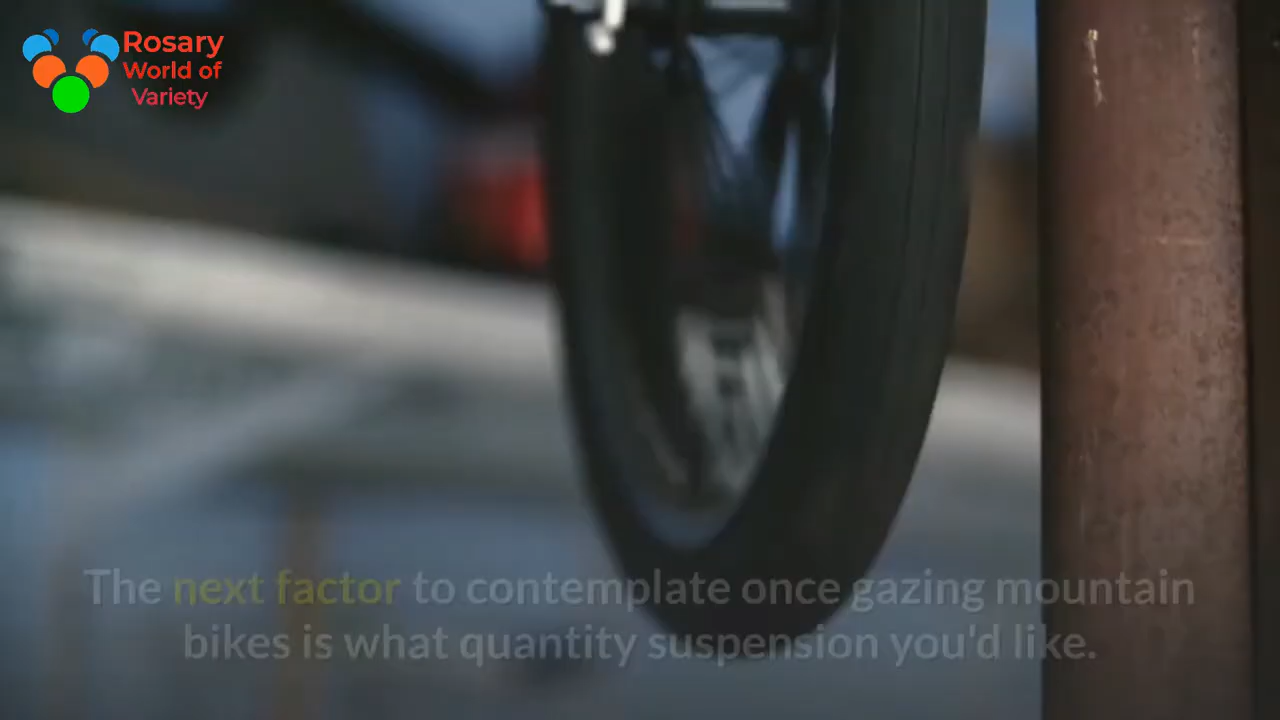 Rosary
World of
Variety
The next factor to contemplate once gazing mountain
bikes is what quantity suspension you'd like.